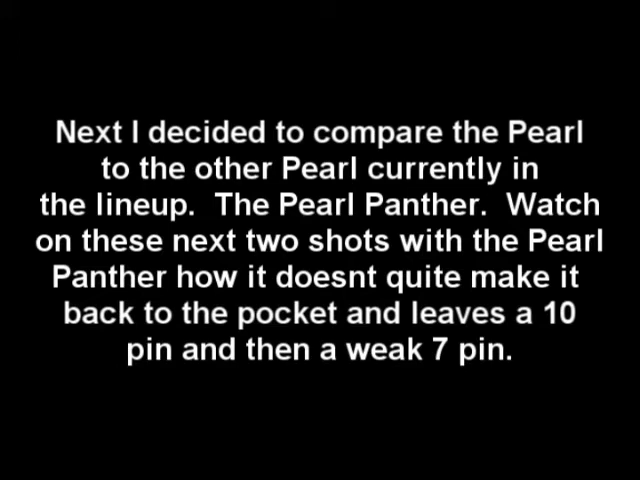 Next I decided to compare the Pearl
to the other Pearl currently in
the lineup.  The Pearl Panther.  Watch
on these next two shots with the Pearl
Panther how it doesnt quite make it
back to the pocket and leaves a 10
pin and then a weak 7 pin.